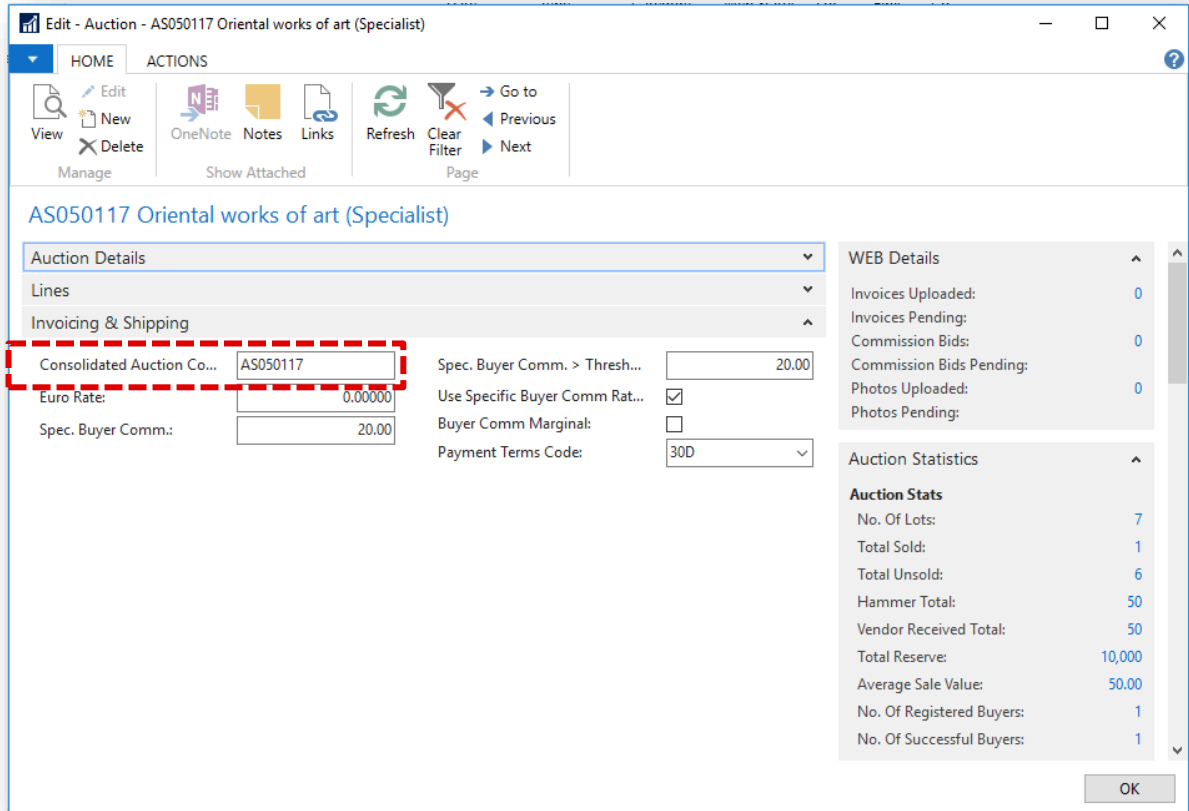 Edit - Auction - AS050117 Oriental works of art (Specialist)
HOME ACTIONS
View
Edit
New
Delete
Manage
OneNote Notes Links
Show Attached
Refresh Clear Filter
Go to
Previous
Next
Page
AS050117 Oriental works of art (Specialist)
Auction Details
Lines
Invoicing & Shipping
Consolidated Auction Co... AS050117
Euro Rate: 0.00000
Spec. Buyer Comm.: 20.00
Spec. Buyer Comm. > Thresh... 20.00
Use Specific Buyer Comm Rat...
Buyer Comm Marginal:
Payment Terms Code: 30D
WEB Details
Invoices Uploaded: 0
Invoices Pending:
Commission Bids: 0
Commission Bids Pending:
Photos Uploaded: 0
Photos Pending:
Auction Statistics
Auction Stats
No. Of Lots: 7
Total Sold: 1
Total Unsold: 6
Hammer Total: 50
Vendor Received Total: 50
Total Reserve: 10,000
Average Sale Value: 50.00
No. Of Registered Buyers: 1
No. Of Successful Buyers: 1
OK